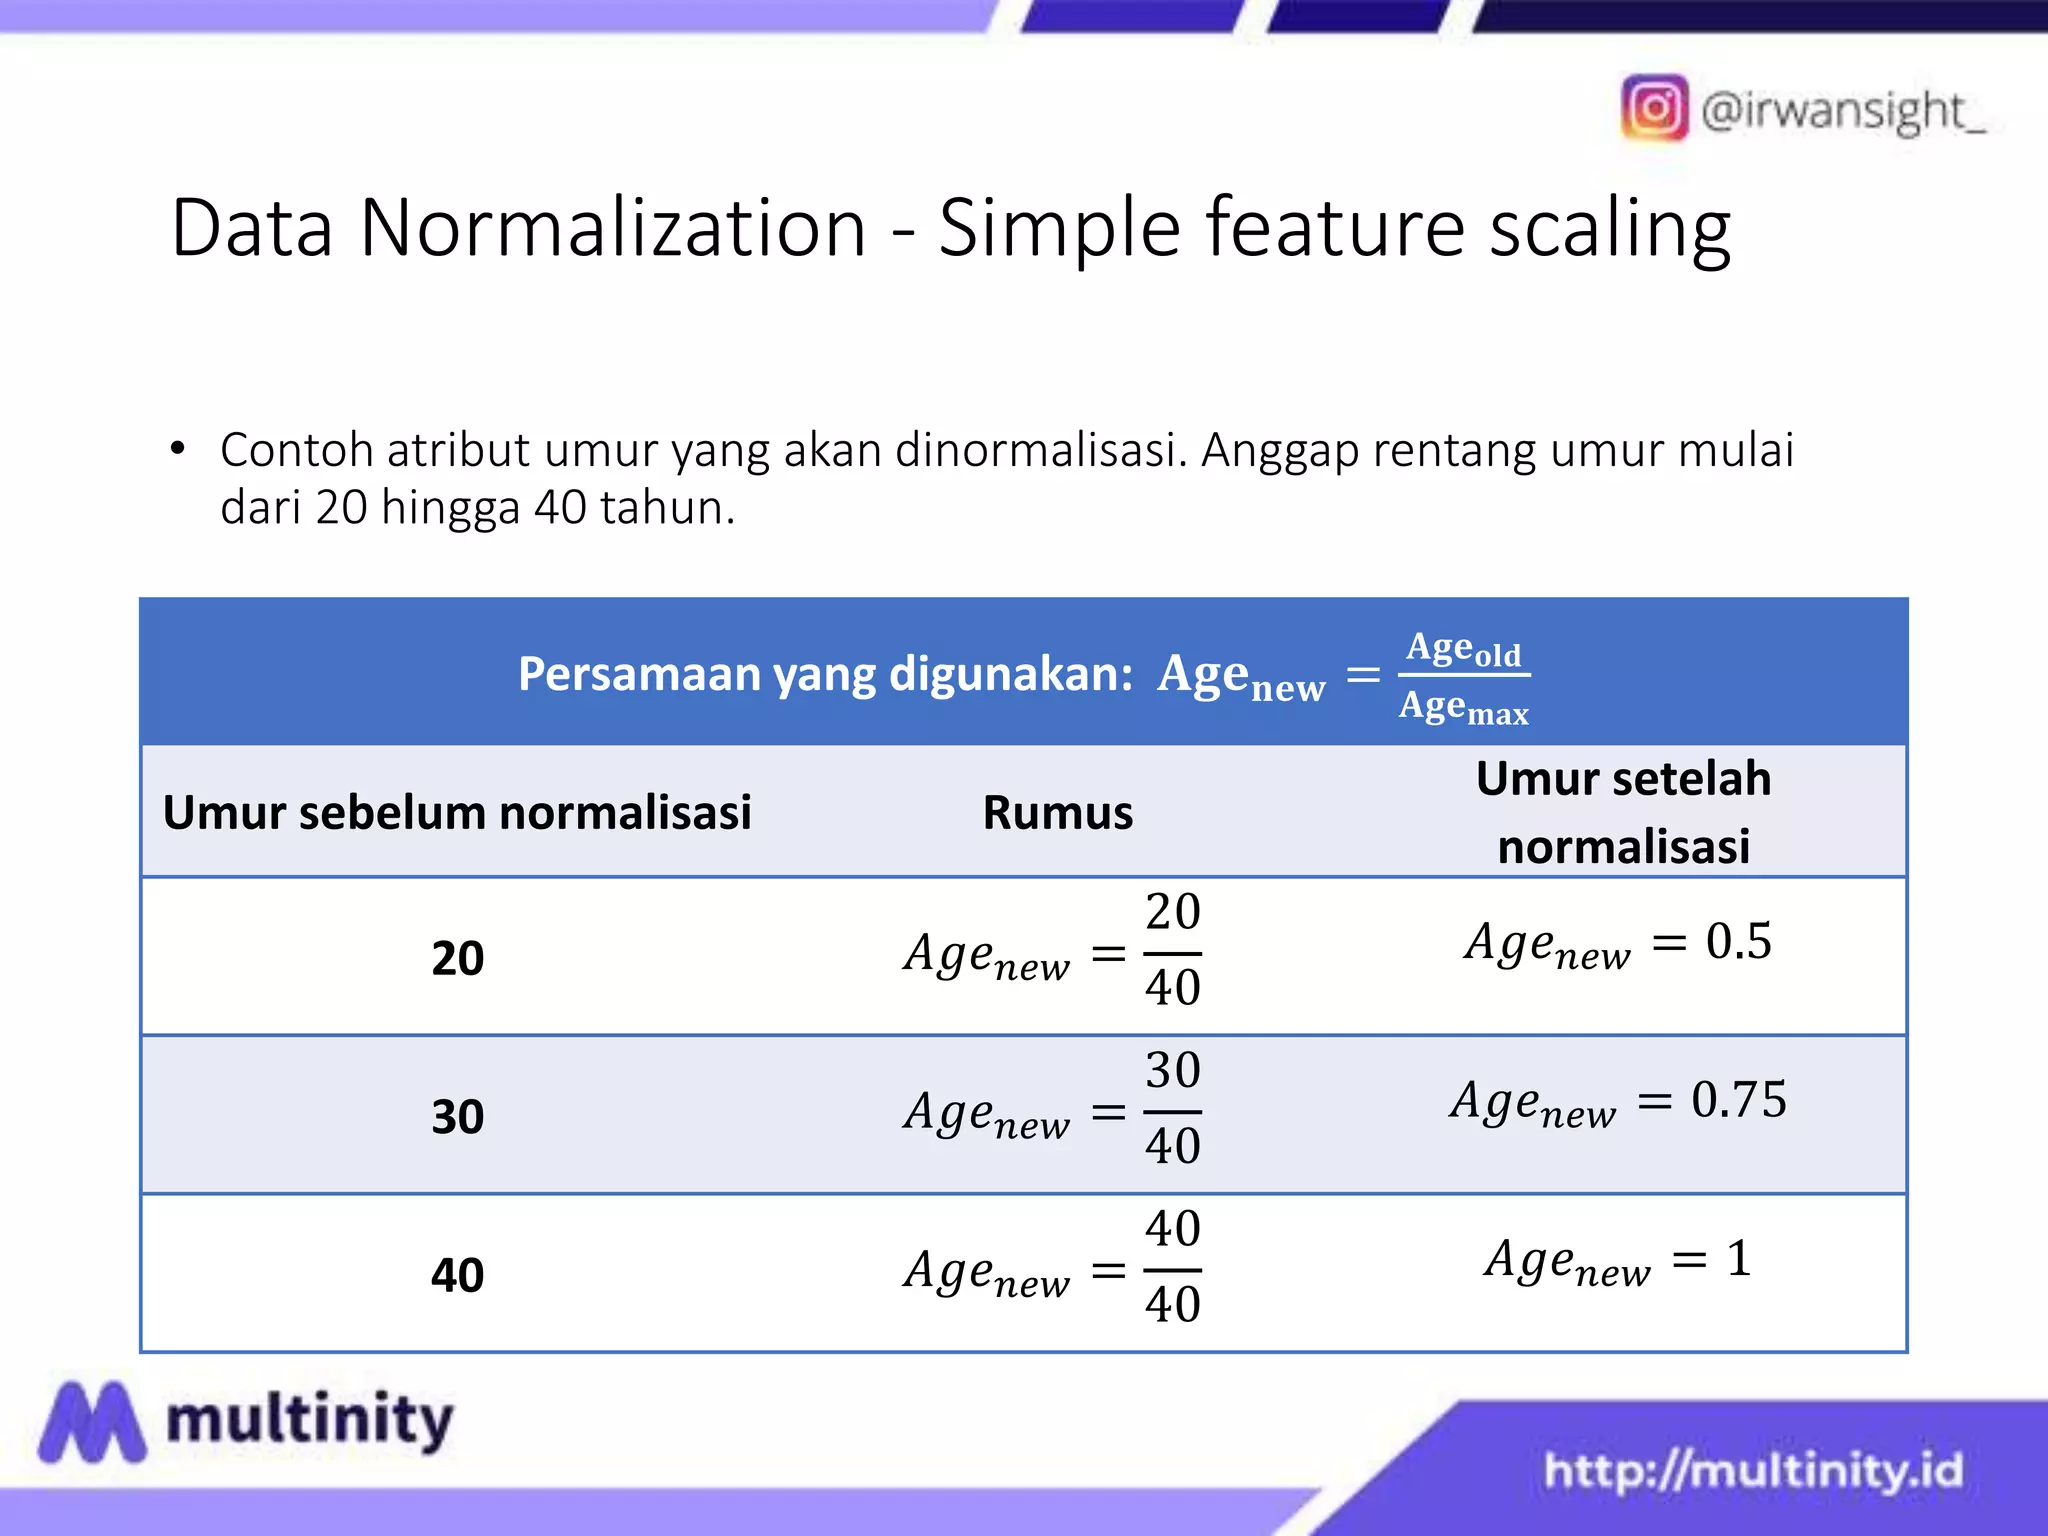 @irwansight_
Data Normalization - Simple feature scaling
• Contoh atribut umur yang akan dinormalisasi. Anggap rentang umur mulai
dari 20 hingga 40 tahun.
Persamaan yang digunakan: Age_new = Age_old / Age_max
Umur sebelum normalisasi Rumus Umur setelah normalisasi
20 Age_new = 20/40 Age_new = 0.5
30 Age_new = 30/40 Age_new = 0.75
40 Age_new = 40/40 Age_new = 1
multinity
http://multinity.id